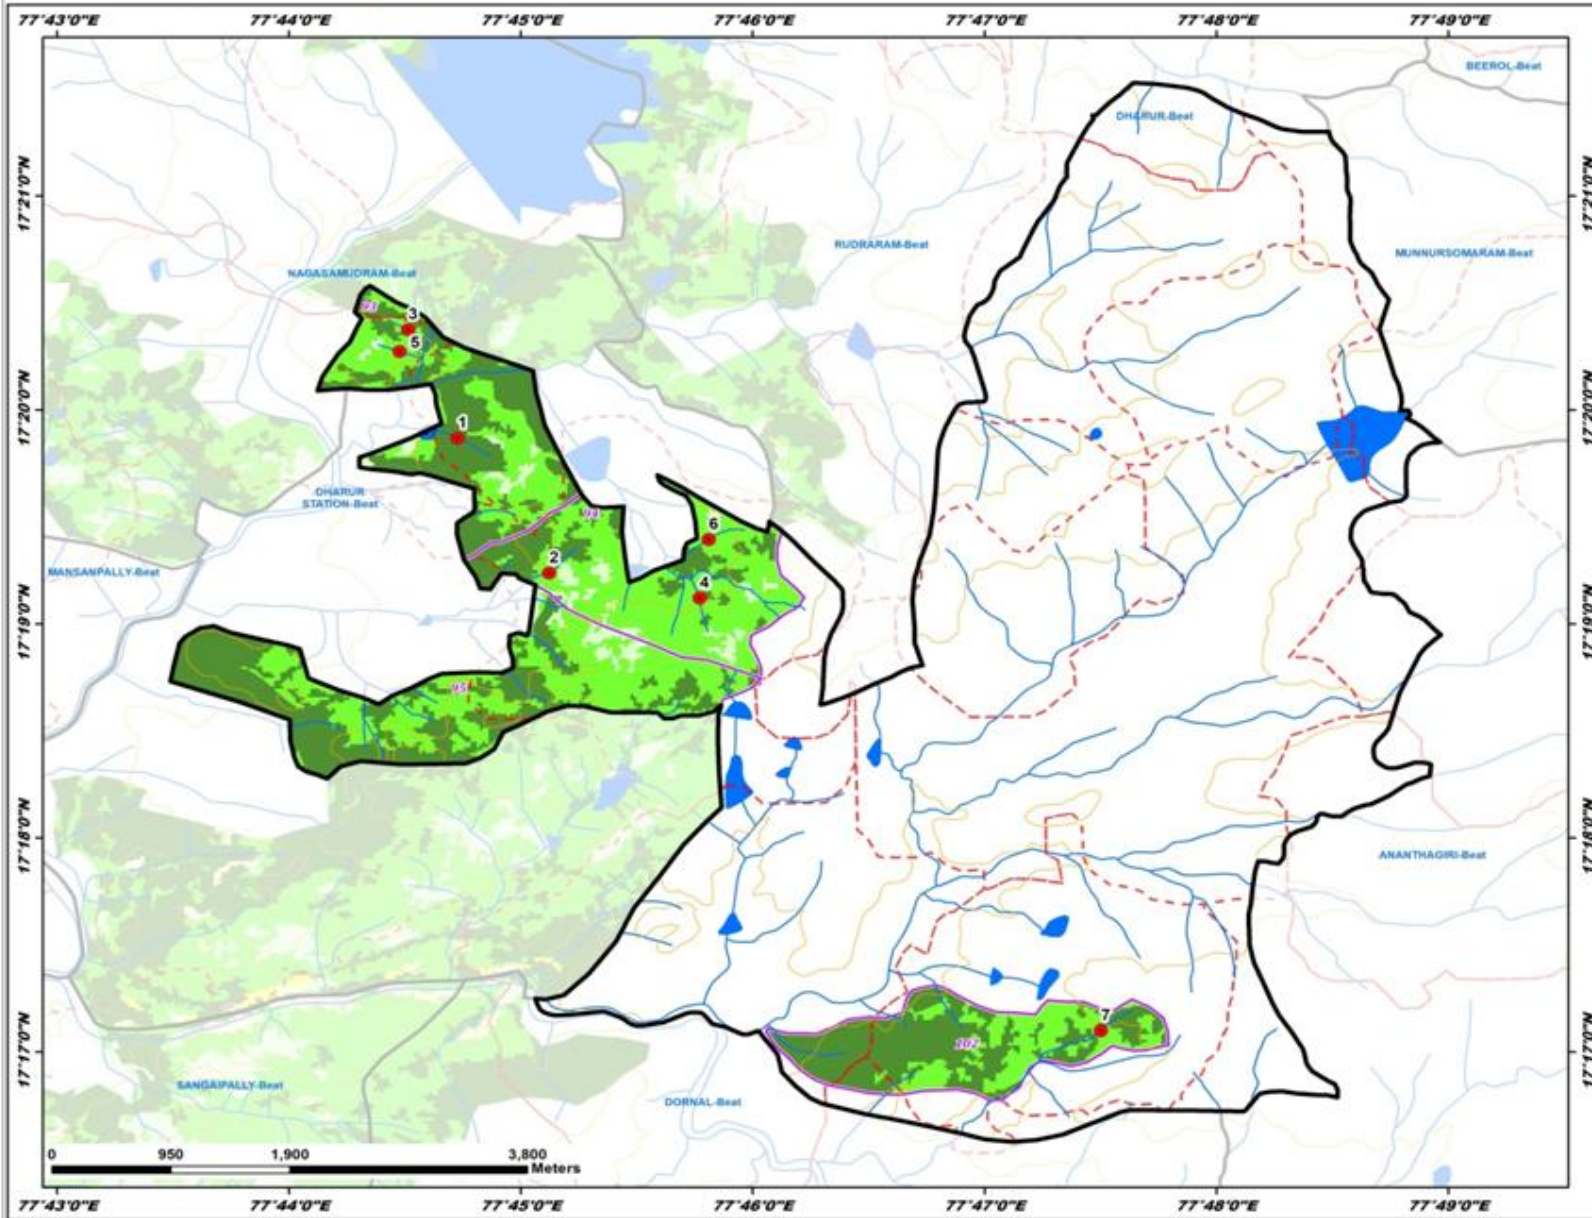 77°43'0"E 77°44'0"E 77°45'0"E 77°46'0"E 77°47'0"E 77°48'0"E 77°49'0"E
BEEROL-Beat
DHARUR-Beat
17°21'0"N 17°21'0"N
RUDRARAM-Beat
MUNNURSOMARAM-Beat
NAGASAMUDRAM-Beat
93
3
5
17°20'0"N 17°20'0"N
1
DHARUR
STATION-Beat
94
6
2
MANSANPALLY-Beat
4
17°19'0"N 17°19'0"N
95
17°18'0"N 17°18'0"N
ANANTHAGIRI-Beat
7
102
17°17'0"N 17°17'0"N
SANGAIPALLY-Beat
DORNAL-Beat
0 950 1,900 3,800
Meters
77°43'0"E 77°44'0"E 77°45'0"E 77°46'0"E 77°47'0"E 77°48'0"E 77°49'0"E